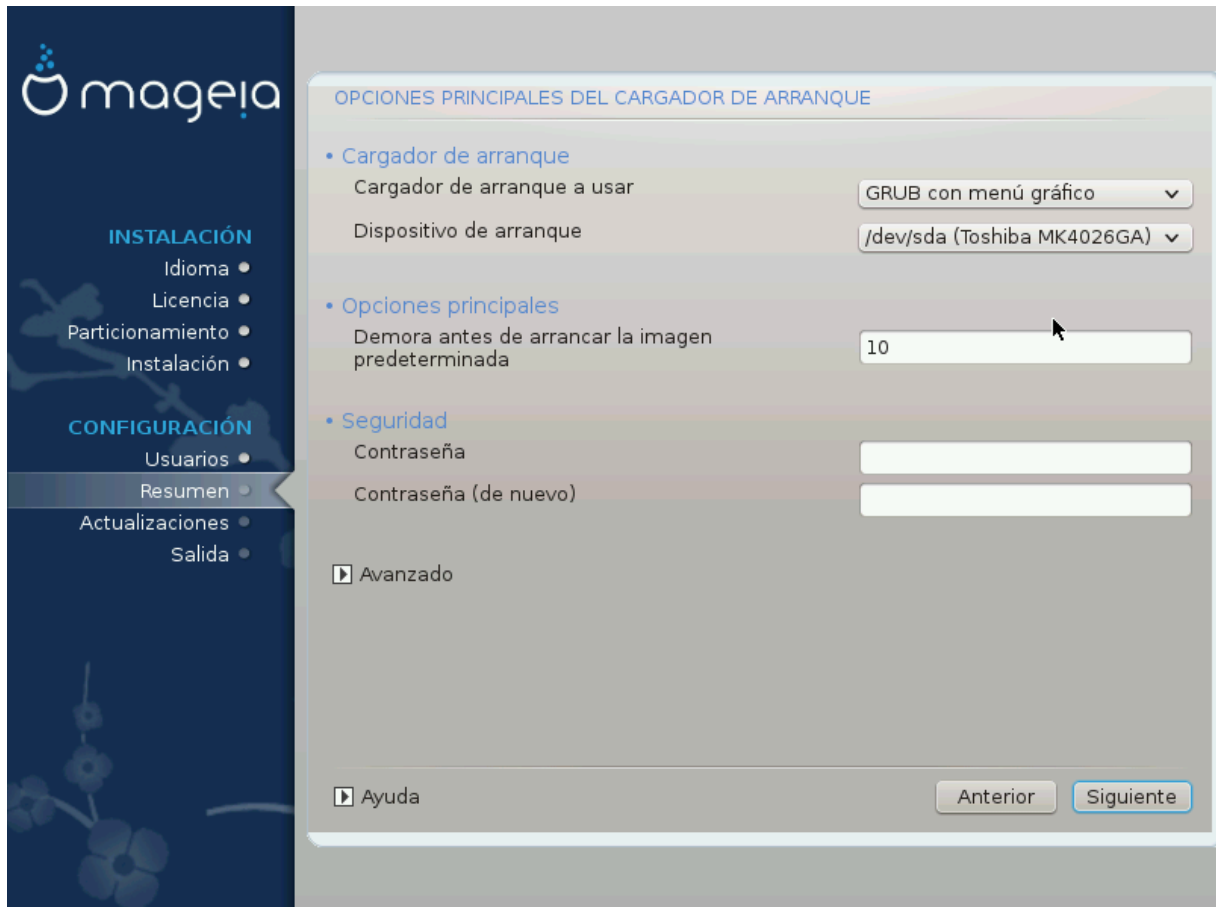 mageia
INSTALACIÓN
Idioma
Licencia
Particionamiento
Instalación
CONFIGURACIÓN
Usuarios
Resumen
Actualizaciones
Salida
OPCIONES PRINCIPALES DEL CARGADOR DE ARRANQUE
• Cargador de arranque
Cargador de arranque a usar
GRUB con menú gráfico
Dispositivo de arranque
/dev/sda (Toshiba MK4026GA)
• Opciones principales
Demora antes de arrancar la imagen
predeterminada
10
• Seguridad
Contraseña
Contraseña (de nuevo)
Avanzado
Ayuda
Anterior
Siguiente